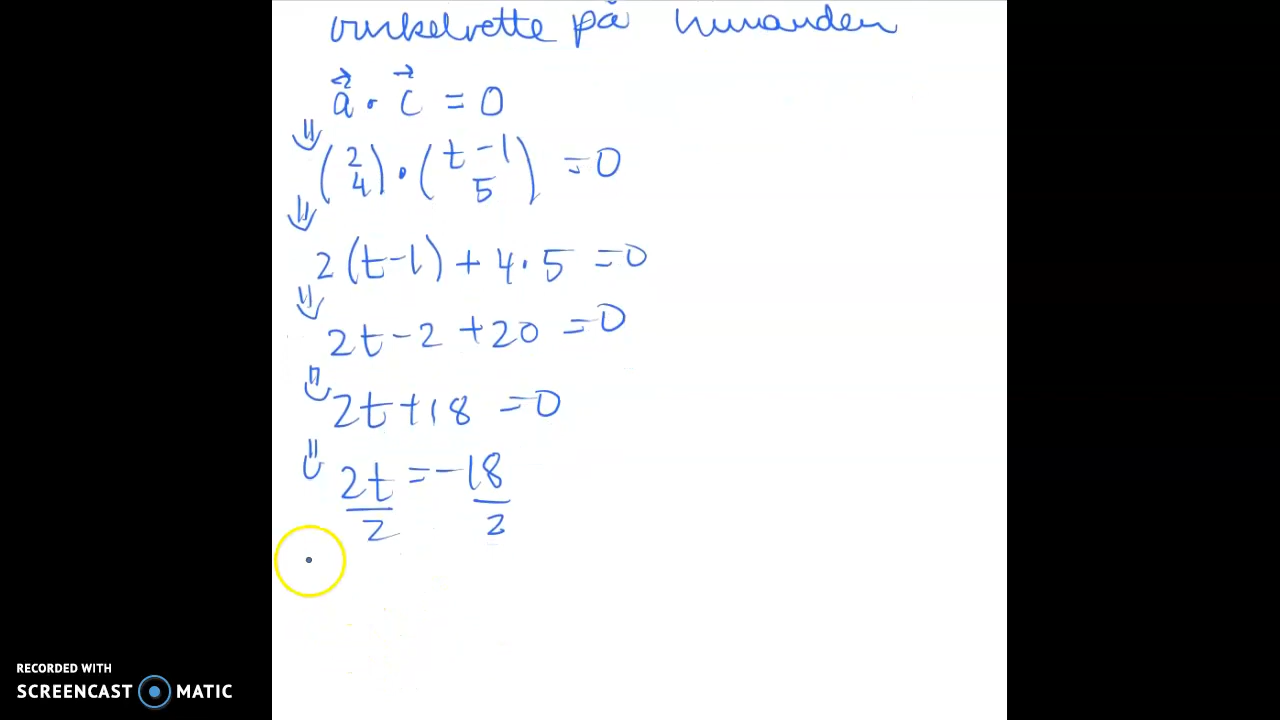 vinkelrette på hinanden
a⃗ · c⃗ = 0
⇓
(2 4) · (t-1 5) = 0
⇓
2(t-1) + 4·5 = 0
⇓
2t - 2 + 20 = 0
⇓
2t + 18 = 0
⇓
2t/2 = -18/2
RECORDED WITH
SCREENCAST MATIC